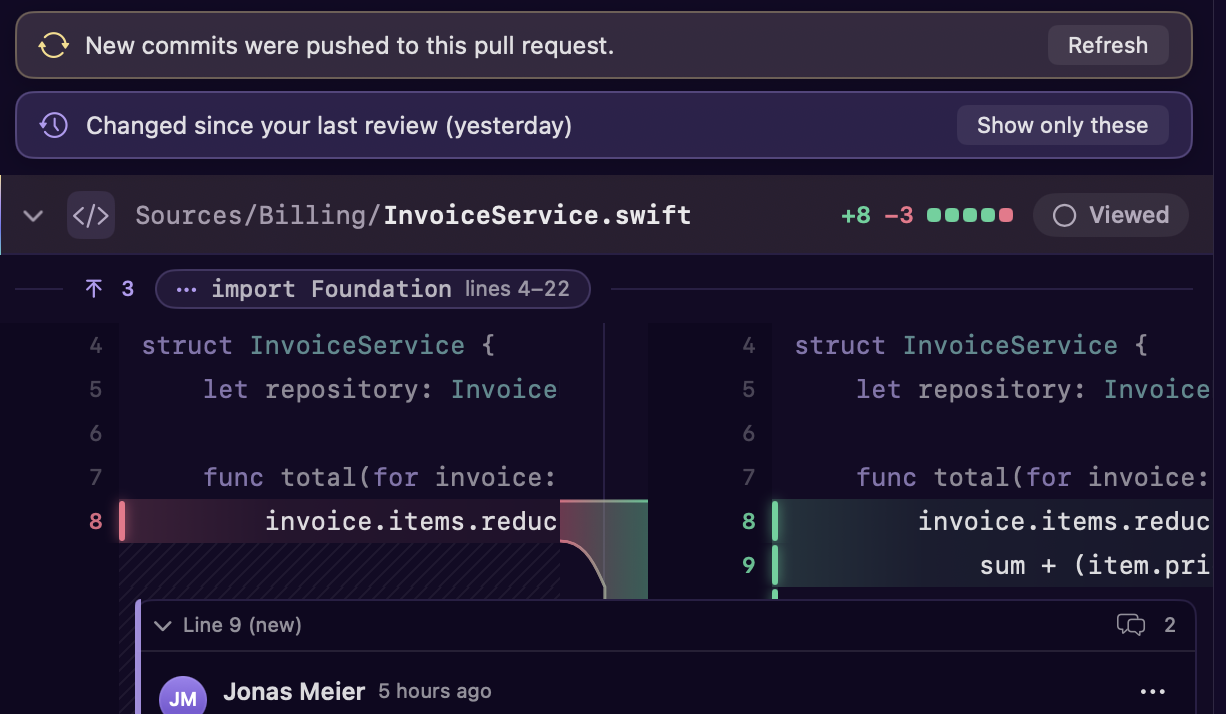 New commits were pushed to this pull request. Refresh
Changed since your last review (yesterday) Show only these
</> Sources/Billing/InvoiceService.swift +8 −3 Viewed
3 ··· import Foundation lines 4–22
4 struct InvoiceService { 4 struct InvoiceService {
5 let repository: Invoice 5 let repository: Invoice
6 6
7 func total(for invoice: 7 func total(for invoice:
8 invoice.items.reduc 8 invoice.items.reduc
9 sum + (item.pri
Line 9 (new) 2
JM Jonas Meier 5 hours ago ···